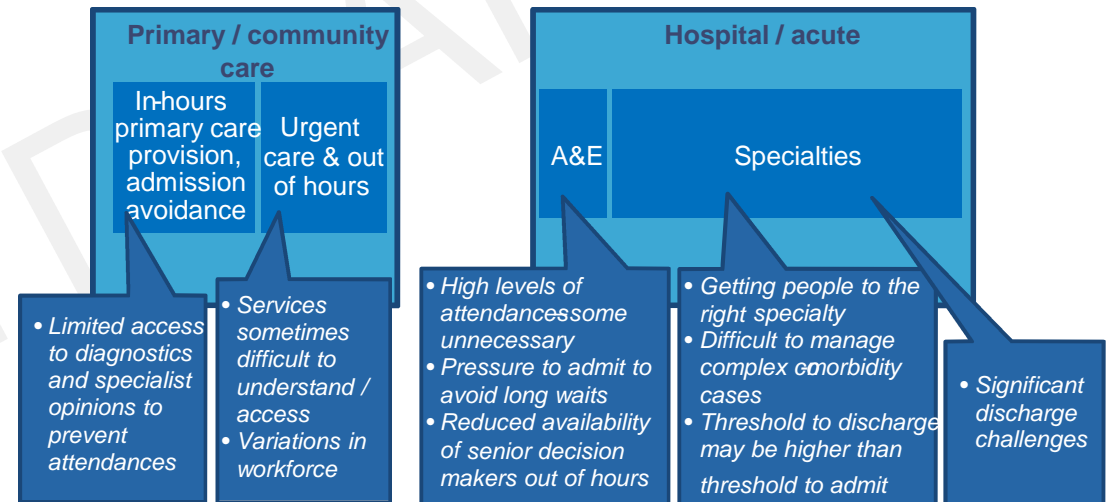 Primary / community
care
Hospital / acute
In-hours
primary care
provision,
admission
avoidance
Urgent
care & out
of hours
A&E
Specialties
• Limited access
to diagnostics
and specialist
opinions to
prevent
attendances
• Services
sometimes
difficult to
understand /
access
• Variations in
workforce
• High levels of
attendances–some
unnecessary
• Pressure to admit to
avoid long waits
• Reduced availability
of senior decision
makers out of hours
• Getting people to the
right specialty
• Difficult to manage
complex co-morbidity
cases
• Threshold to discharge
may be higher than
threshold to admit
• Significant
discharge
challenges